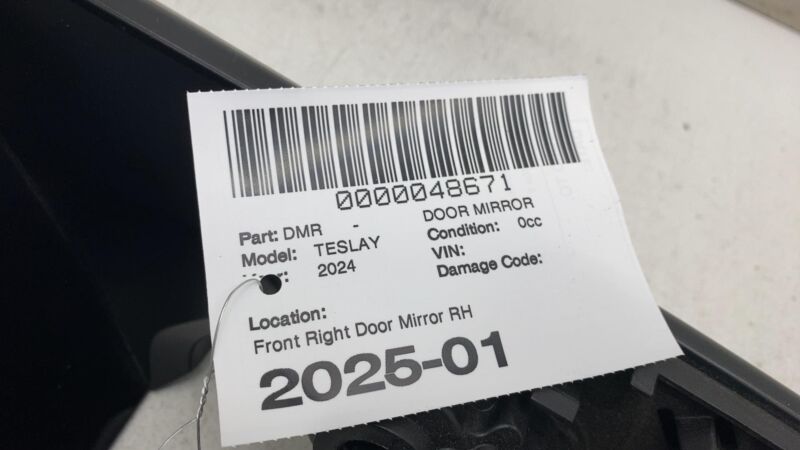 0000048671
Part: DMR - DOOR MIRROR
Model: TESLAY Condition: 0cc
2024 VIN:
Damage Code:
Location:
Front Right Door Mirror RH
2025-01